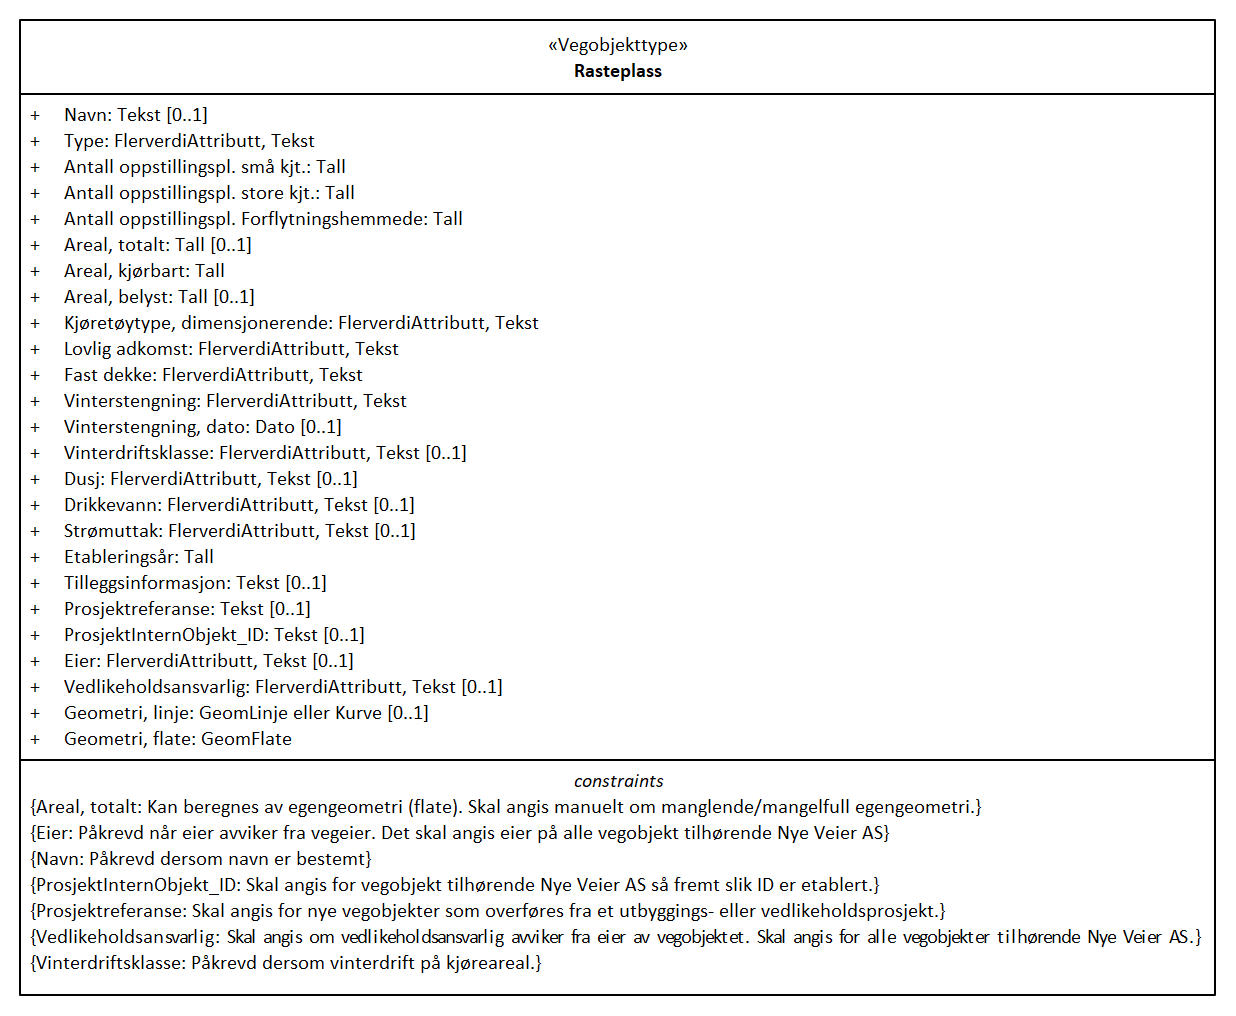 «Vegobjekttype»
Rasteplass
+ Navn: Tekst [0..1]
+ Type: FlerverdiAttributt, Tekst
+ Antall oppstillingspl. små kjt.: Tall
+ Antall oppstillingspl. store kjt.: Tall
+ Antall oppstillingspl. Forflytningshemmede: Tall
+ Areal, totalt: Tall [0..1]
+ Areal, kjørbart: Tall
+ Areal, belyst: Tall [0..1]
+ Kjøretøytype, dimensjonerende: FlerverdiAttributt, Tekst
+ Lovlig adkomst: FlerverdiAttributt, Tekst
+ Fast dekke: FlerverdiAttributt, Tekst
+ Vinterstengning: FlerverdiAttributt, Tekst
+ Vinterstengning, dato: Dato [0..1]
+ Vinterdriftsklasse: FlerverdiAttributt, Tekst [0..1]
+ Dusj: FlerverdiAttributt, Tekst [0..1]
+ Drikkevann: FlerverdiAttributt, Tekst [0..1]
+ Strømuttak: FlerverdiAttributt, Tekst [0..1]
+ Etableringsår: Tall
+ Tilleggsinformasjon: Tekst [0..1]
+ Prosjektreferanse: Tekst [0..1]
+ ProsjektInternObjekt_ID: Tekst [0..1]
+ Eier: FlerverdiAttributt, Tekst [0..1]
+ Vedlikeholdsansvarlig: FlerverdiAttributt, Tekst [0..1]
+ Geometri, linje: GeomLinje eller Kurve [0..1]
+ Geometri, flate: GeomFlate
constraints
{Areal, totalt: Kan beregnes av egengeometri (flate). Skal angis manuelt om manglende/mangelfull egengeometri.}
{Eier: Påkrevd når eier avviker fra vegeier. Det skal angis eier på alle vegobjekt tilhørende Nye Veier AS}
{Navn: Påkrevd dersom navn er bestemt}
{ProsjektInternObjekt_ID: Skal angis for vegobjekt tilhørende Nye Veier AS så fremt slik ID er etablert.}
{Prosjektreferanse: Skal angis for nye vegobjekter som overføres fra et utbyggings- eller vedlikeholdsprosjekt.}
{Vedlikeholdsansvarlig: Skal angis om vedlikeholdsansvarlig avviker fra eier av vegobjektet. Skal angis for alle vegobjekter tilhørende Nye Veier AS.}
{Vinterdriftsklasse: Påkrevd dersom vinterdrift på kjøreareal.}